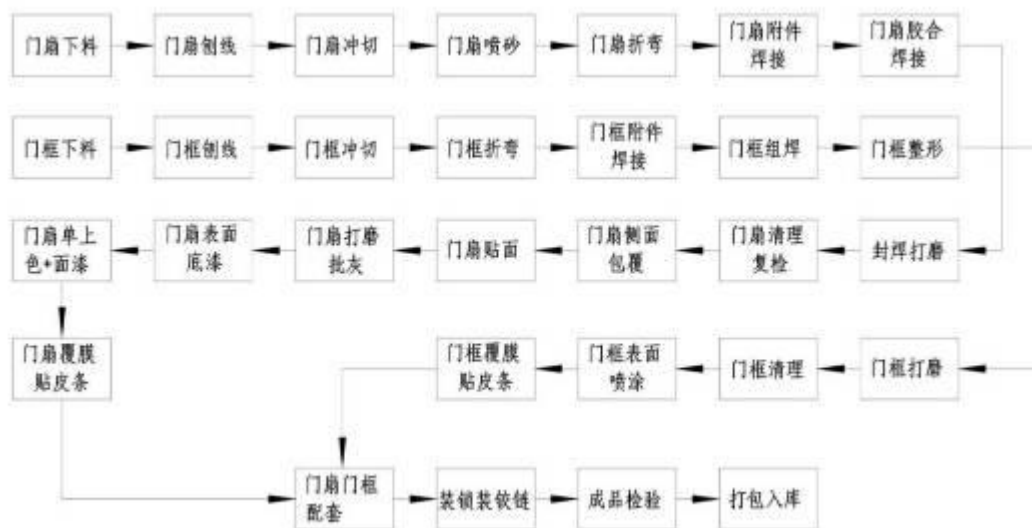 门扇下料
门扇刨线
门扇冲切
门扇喷砂
门扇折弯
门扇附件
焊接
门扇胶合
焊接
门框下料
门框刨线
门框冲切
门框折弯
门框附件
焊接
门框组焊
门框整形
门扇单上
色+面漆
门扇表面
底漆
门扇打磨
批灰
门扇贴面
门扇侧面
包覆
门扇清理
复检
封焊打磨
门扇覆膜
贴皮条
门框覆膜
贴皮条
门框表面
喷涂
门框清理
门框打磨
门扇门框
配套
装锁装铰链
成品检验
打包入库